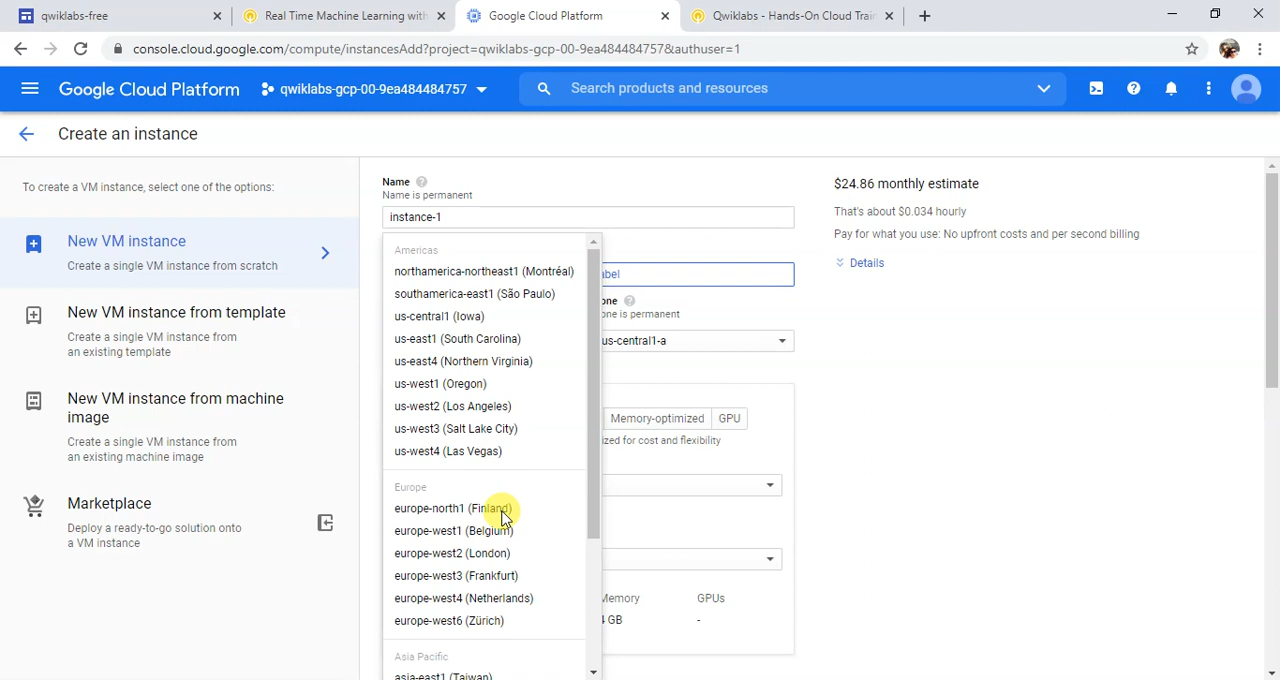 qwiklabs-free
Real Time Machine Learning with
Google Cloud Platform
Qwiklabs - Hands-On Cloud Train
console.cloud.google.com/compute/instancesAdd?project=qwiklabs-gcp-00-9ea484484757&authuser=1
Google Cloud Platform
qwiklabs-gcp-00-9ea484484757
Search products and resources
Create an instance
To create a VM instance, select one of the options:
New VM instance
Create a single VM instance from scratch
New VM instance from template
Create a single VM instance from
an existing template
New VM instance from machine
image
Create a single VM instance from
an existing machine image
Marketplace
Deploy a ready-to-go solution onto
a VM instance
Name
Name is permanent
instance-1
Americas
northamerica-northeast1 (Montréal)
southamerica-east1 (São Paulo)
us-central1 (Iowa)
us-east1 (South Carolina)
us-east4 (Northern Virginia)
us-west1 (Oregon)
us-west2 (Los Angeles)
us-west3 (Salt Lake City)
us-west4 (Las Vegas)
Europe
europe-north1 (Finland)
europe-west1 (Belgium)
europe-west2 (London)
europe-west3 (Frankfurt)
europe-west4 (Netherlands)
europe-west6 (Zürich)
Asia Pacific
asia-east1 (Taiwan)
abel
one
one is permanent
us-central1-a
Memory-optimized
GPU
ized for cost and flexibility
Memory
GPUs
4 GB
-
$24.86 monthly estimate
That's about $0.034 hourly
Pay for what you use: No upfront costs and per second billing
Details